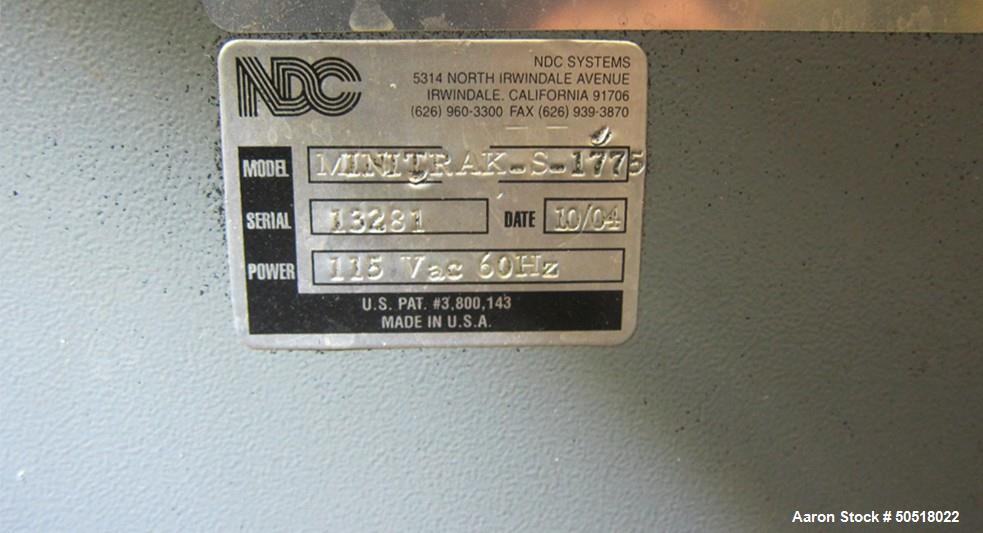 NDC
NDC SYSTEMS
5314 NORTH IRWINDALE AVENUE
IRWINDALE, CALIFORNIA 91706
(626) 960-3300 FAX (626) 939-3870
MODEL MINITRAK-S-1775
SERIAL 13281 DATE 10/04
POWER 115 Vac 60Hz
U.S. PAT. #3,800,143
MADE IN U.S.A.
Aaron Stock # 50518022